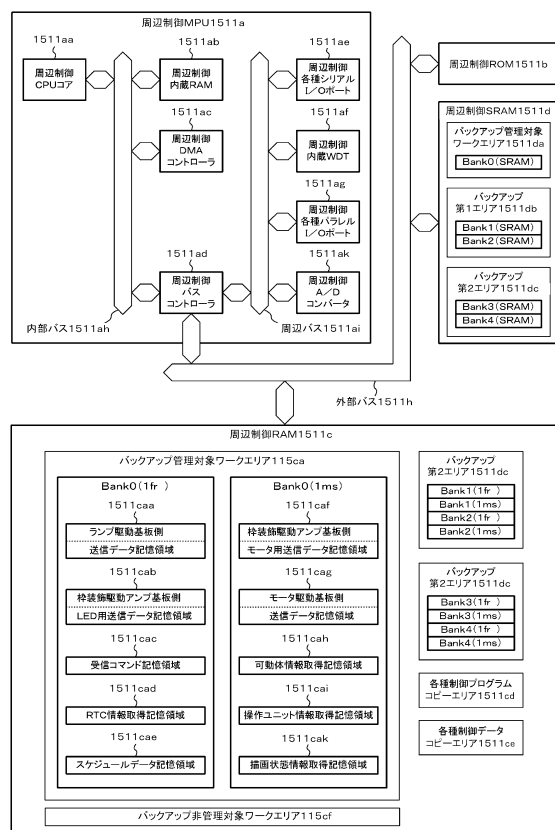 周辺制御MPU1511a
1511aa
周辺制御
CPUコア
1511ab
周辺制御
内蔵RAM
1511ac
周辺制御
DMA
コントローラ
1511ad
周辺制御
バス
コントローラ
1511ae
周辺制御
各種シリアル
I/Oポート
1511af
周辺制御
内蔵WDT
1511ag
周辺制御
各種パラレル
I/Oポート
1511ak
周辺制御
A/D
コンバータ
内部バス1511ah
周辺バス1511ai
周辺制御ROM1511b
周辺制御SRAM1511d
バックアップ管理対象
ワークエリア1511da
Bank0(SRAM)
バックアップ
第1エリア1511db
Bank1(SRAM)
Bank2(SRAM)
バックアップ
第2エリア1511dc
Bank3(SRAM)
Bank4(SRAM)
外部バス1511h
周辺制御RAM1511c
バックアップ管理対象ワークエリア115ca
Bank0(1fr )
1511caa
ランプ駆動基板側
送信データ記憶領域
1511cab
枠装飾駆動アンプ基板側
LED用送信データ記憶領域
1511cac
受信コマンド記憶領域
1511cad
RTC情報取得記憶領域
1511cae
スケジュールデータ記憶領域
Bank0(1ms)
1511caf
枠装飾駆動アンプ基板側
モータ用送信データ記憶領域
1511cag
モータ駆動基板側
送信データ記憶領域
1511cah
可動体情報取得記憶領域
1511cai
操作ユニット情報取得記憶領域
1511cak
描画状態情報取得記憶領域
バックアップ非管理対象ワークエリア115cf
バックアップ
第2エリア1511dc
Bank1(1fr )
Bank1(1ms)
Bank2(1fr )
Bank2(1ms)
バックアップ
第2エリア1511dc
Bank3(1fr )
Bank3(1ms)
Bank4(1fr )
Bank4(1ms)
各種制御プログラム
コピーエリア1511cd
各種制御データ
コピーエリア1511ce